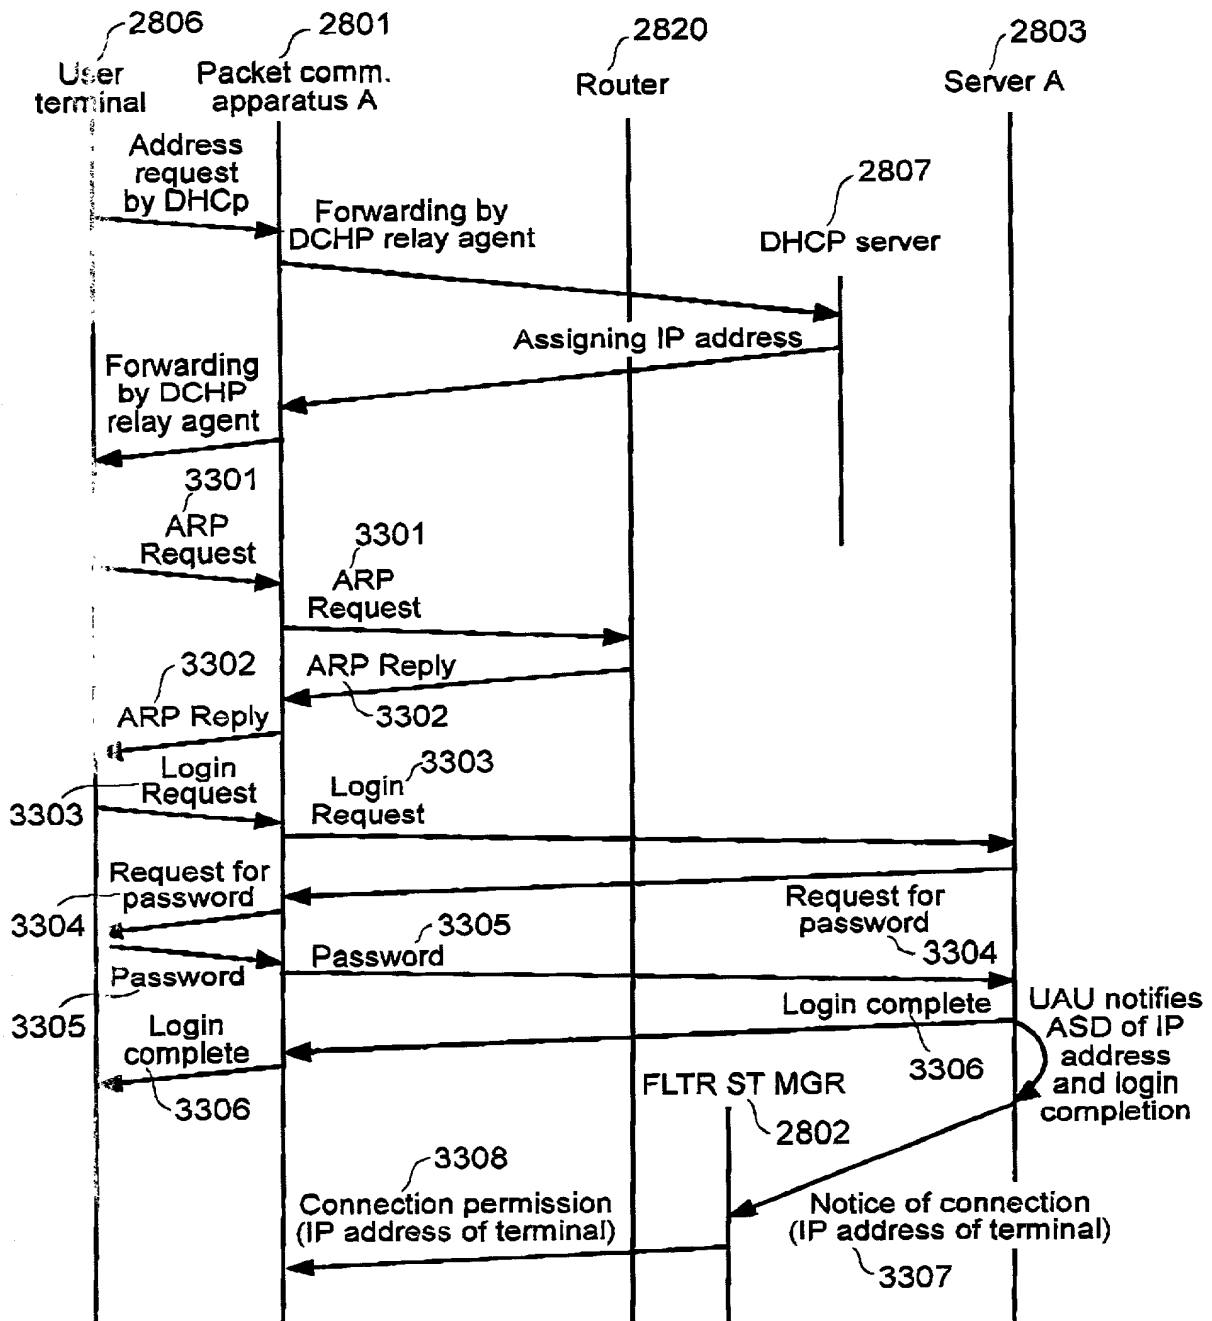 2806
2801
2820
2803
User
terminal
Packet comm.
apparatus A
Router
Server A
Address
request
by DHCp
2807
Forwarding by
DCHP relay agent
DHCP server
Assigning IP address
Forwarding
by DCHP
relay agent
3301
ARP
Request
3301
ARP
Request
3302
ARP Reply
ARP Reply
3302
3303
Login
Request
3303
Login
Request
Request for
password
3304
Request for
password
3304
3305
Password
Password
3305
Login complete
3306
UAU notifies
ASD of IP
address
and login
completion
Login
complete
3306
FLTR ST MGR
2802
3308
Connection permission
(IP address of terminal)
Notice of connection
(IP address of terminal)
3307